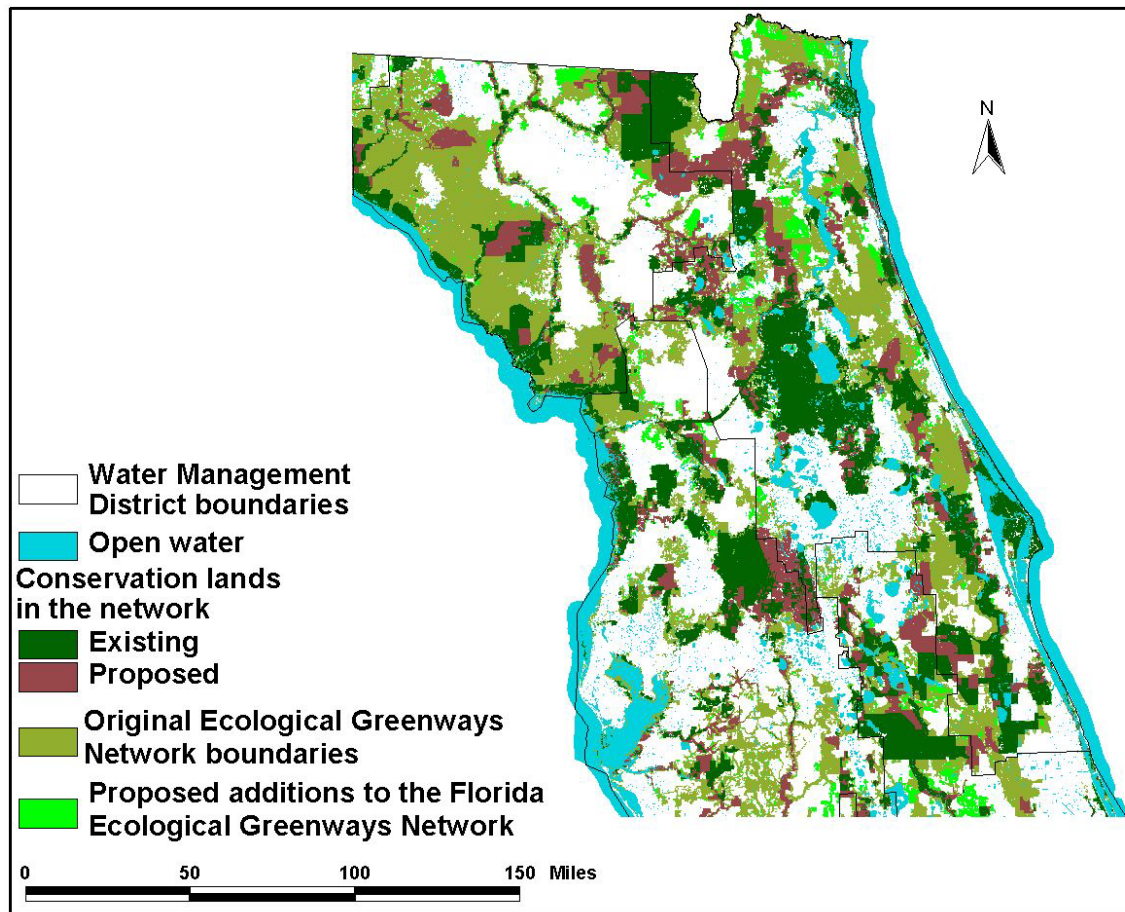 N
Water Management
District boundaries
Open water
Conservation lands
in the network
Existing
Proposed
Original Ecological Greenways
Network boundaries
Proposed additions to the Florida
Ecological Greenways Network
0 50 100 150 Miles